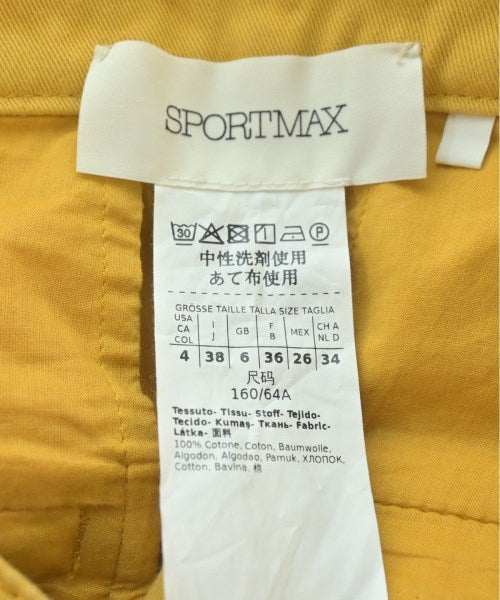 SPORTMAX
30 1 P
中性洗剤使用
あて布使用
GRÖSSE TAILLE TALLA SIZE TAGLIA
USA CA COL I J GB F B MEX CH A NL D
4 38 6 36 26 34
尺码
160/64A
Tessuto- Tissu- Stoff- Tejido-
Tecido- Kumaş- Ткань- Fabric-
Látka- 面料
100% Cotone, Coton, Baumwolle,
Algodon, Algodao, Pamuk, ХЛОПОК,
Cotton, Bavlna, 棉